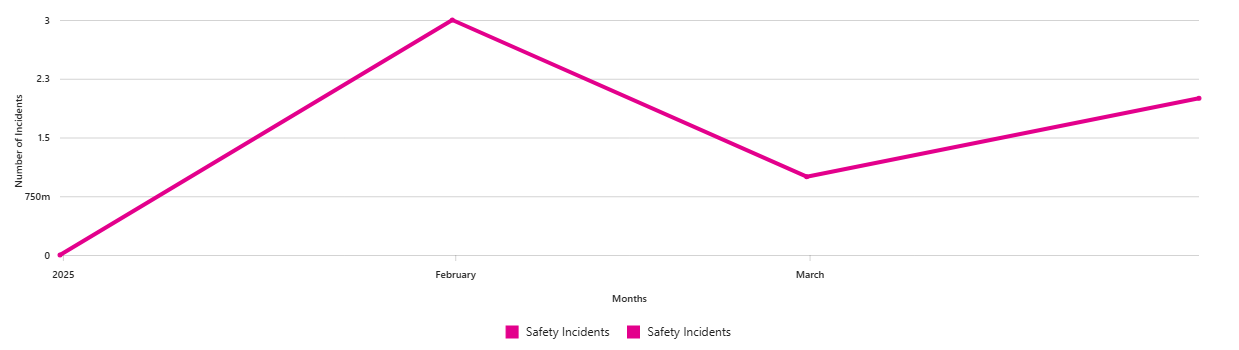 3
2.3
1.5
750m
0
Number of Incidents
2025
February
March
Months
Safety Incidents
Safety Incidents